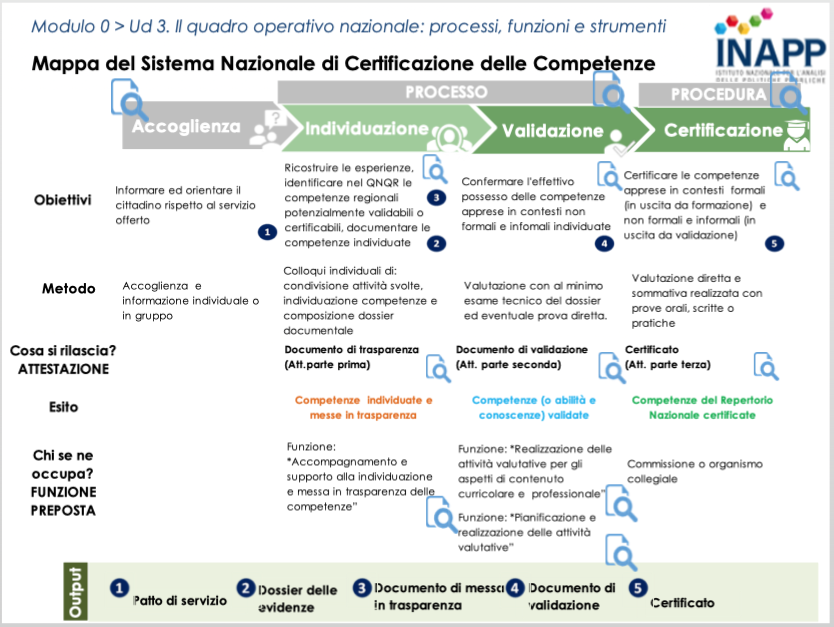 Modulo 0 > Ud 3. Il quadro operativo nazionale: processi, funzioni e strumenti
INAPP
Mappa del Sistema Nazionale di Certificazione delle Competenze
PROCESSO
PROCEDURA
Accoglienza
?
Individuazione
Validazione
Certificazione
Obiettivi
Informare ed orientare il
cittadino rispetto al servizio
offerto
1
Ricostruire le esperienze,
identificare nel QNQR le
competenze regionali
potenzialmente validabili o
certificabili, documentare le
competenze individuate
3
2
Confermare l'effettivo
possesso delle competenze
apprese in contesti non
formali e infomali individuate
4
Certificare le competenze
apprese in contesti formali
(in uscita da formazione) e
non formali e informali (in
uscita da validazione)
5
Metodo
Accoglienza e
informazione individuale o
in gruppo
Colloqui individuali di:
condivisione attività svolte,
individuazione competenze e
composizione dossier
documentale
Valutazione con al minimo
esame tecnico del dossier
ed eventuale prova diretta.
Valutazione diretta e
sommativa realizzata con
prove orali, scritte o
pratiche
Cosa si rilascia?
ATTESTAZIONE
Documento di trasparenza
(Att.parte prima)
Documento di validazione
(Att. parte seconda)
Certificato
(Att. parte terza)
Esito
Competenze individuate e
messe in trasparenza
Competenze (o abilità e
conoscenze) validate
Competenze del Repertorio
Nazionale certificate
Chi se ne
occupa?
FUNZIONE
PREPOSTA
Funzione:
"Accompagnamento e
supporto alla individuazione
e messa in trasparenza delle
competenze"
Funzione: "Realizzazione delle
attività valutative per gli
aspetti di contenuto
curricolare e professionale"
Funzione: "Pianificazione e
realizzazione delle attività
valutative"
Commissione o organismo
collegiale
Output
1 Patto di servizio
2 Dossier delle
evidenze
3 Documento di messa
in trasparenza
4 Documento di
validazione
5 Certificato